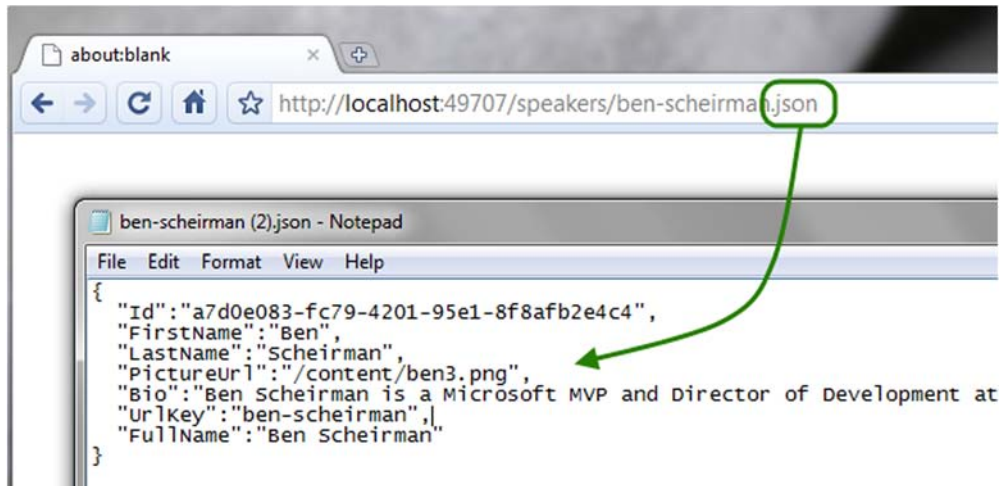 about:blank
http://localhost:49707/speakers/ben-scheirman.json
ben-scheirman (2).json - Notepad
File Edit Format View Help
{
"Id":"a7d0e083-fc79-4201-95e1-8f8afb2e4c4",
"FirstName":"Ben",
"LastName":"Scheirman",
"PictureUrl":"/content/ben3.png",
"Bio":"Ben Scheirman is a Microsoft MVP and Director of Development at
"UrlKey":"ben-scheirman",
"FullName":"Ben Scheirman"
}